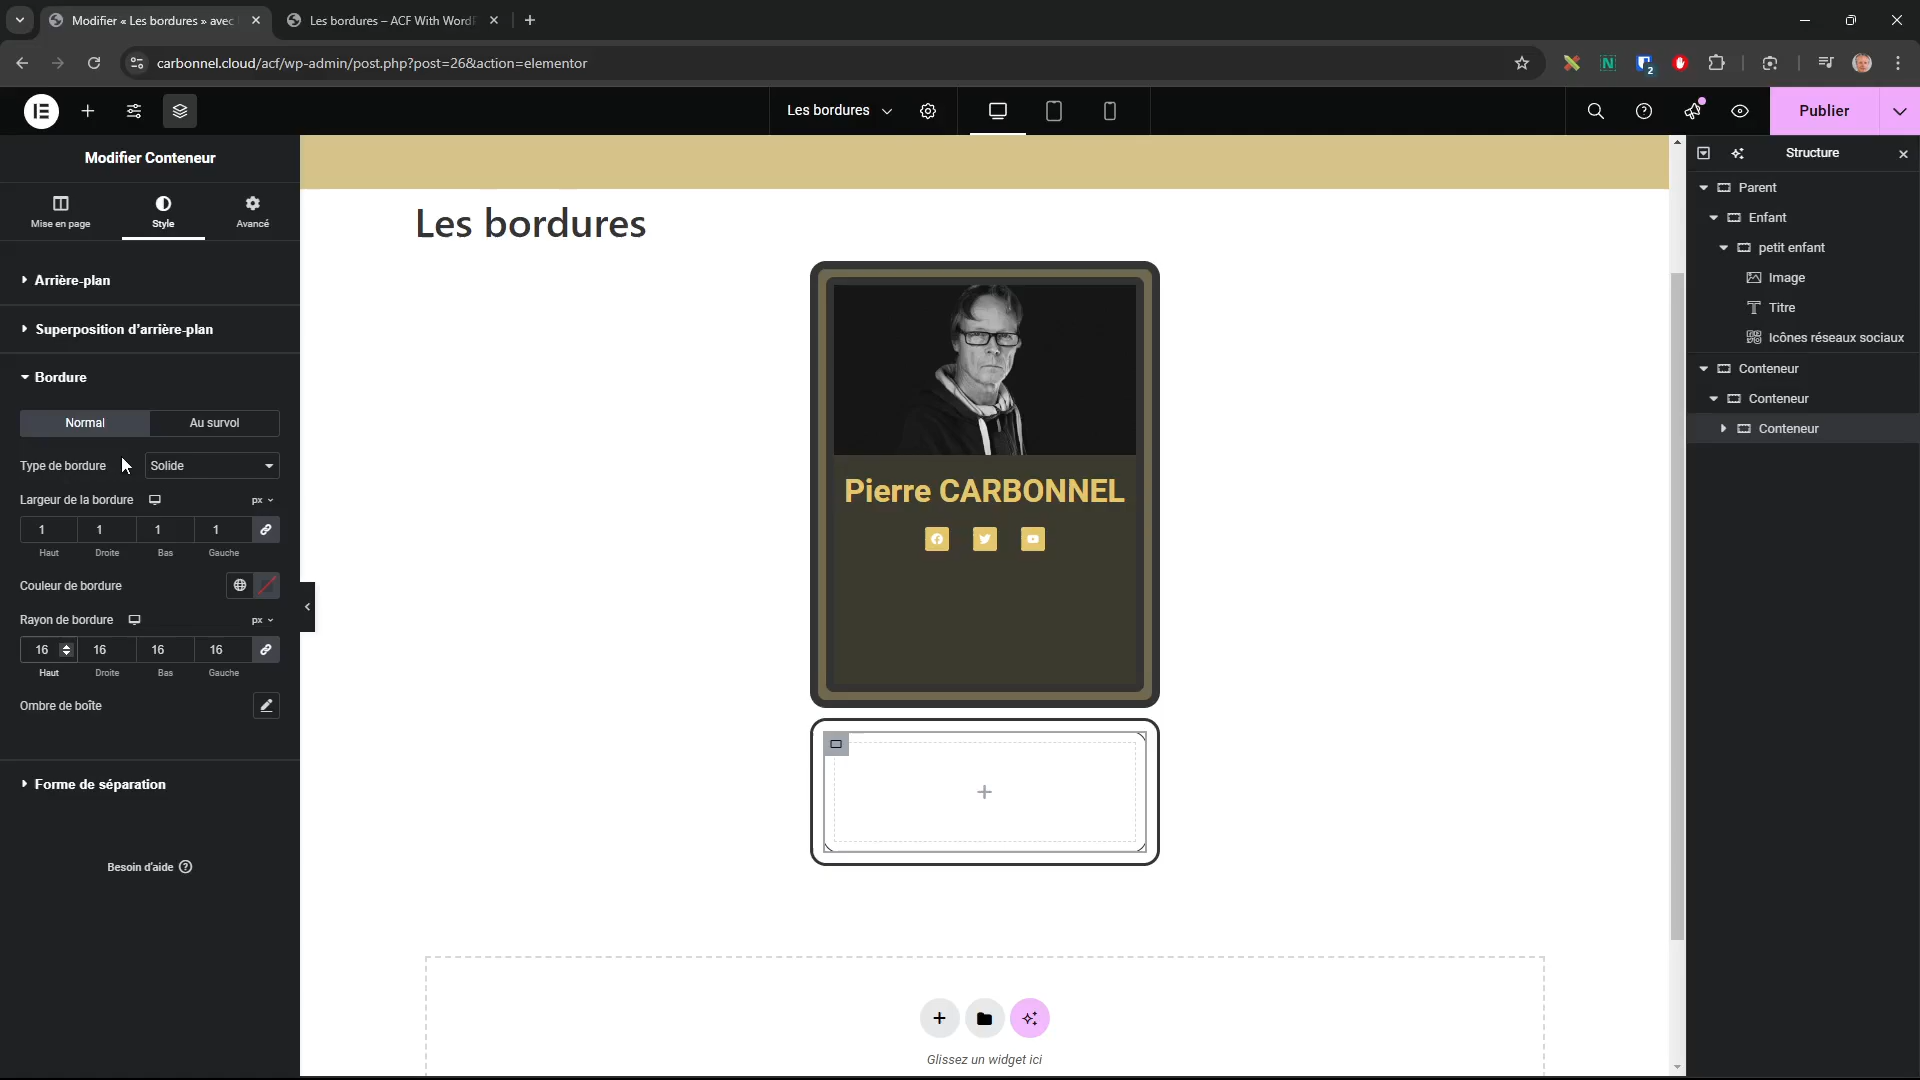 Modifier « Les bordures » avec
Les bordures – ACF With WordP
carbonnel.cloud/acf/wp-admin/post.php?post=26&action=elementor
2
Les bordures
Publier
Modifier Conteneur
Mise en page
Style
Avancé
Arrière-plan
Superposition d'arrière-plan
Bordure
Normal
Au survol
Type de bordure
Solide
Largeur de la bordure
px
1 1 1 1
Haut Droite Bas Gauche
Couleur de bordure
Rayon de bordure
px
16 16 16 16
Haut Droite Bas Gauche
Ombre de boîte
Forme de séparation
Besoin d'aide
Les bordures
Pierre CARBONNEL
Glissez un widget ici
Structure
Parent
Enfant
petit enfant
Image
Titre
Icônes réseaux sociaux
Conteneur
Conteneur
Conteneur